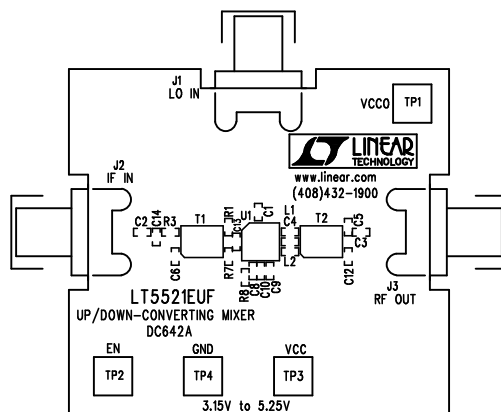 J1
LO IN
VCCO
TP1
LINEAR
TECHNOLOGY
www.linear.com
(408)432-1900
J2
IF IN
C2
C14
R3
T1
R1
C13
U1
C1
L1
C4
T2
C5
C3
L2
C6
R7
R8
C8
C10
C9
C12
J3
RF OUT
LT5521EUF
UP/DOWN-CONVERTING MIXER
DC642A
EN
GND
VCC
TP2
TP4
TP3
3.15V to 5.25V